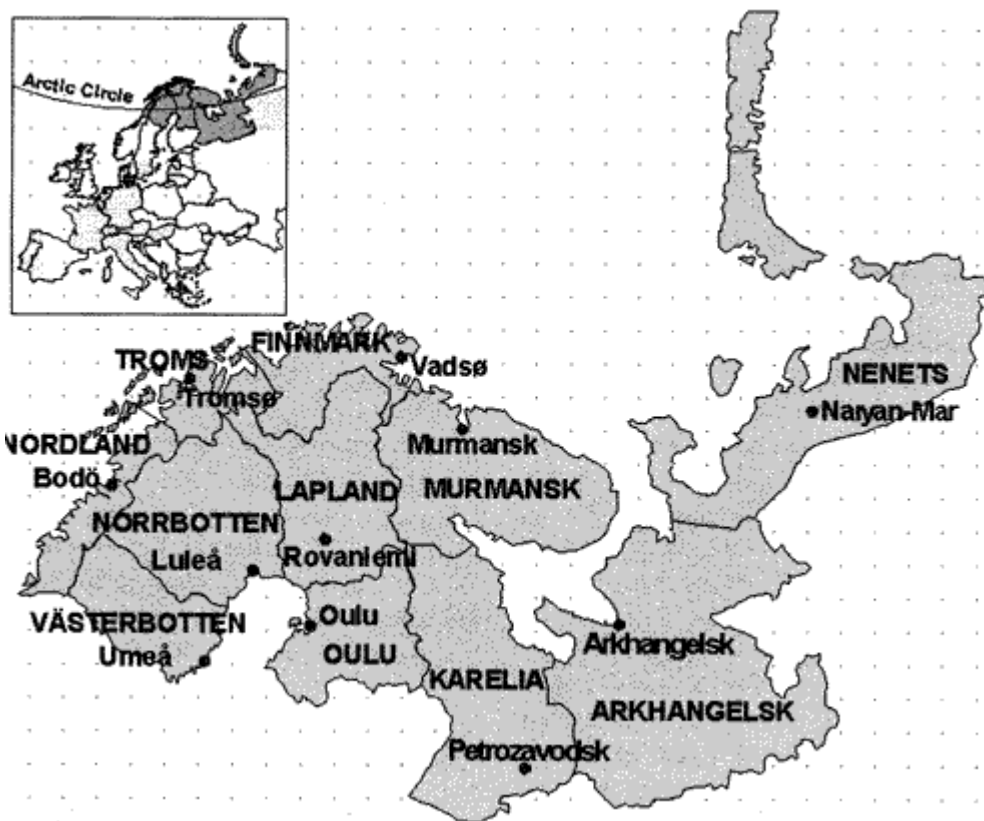 Arctic Circle
FINNMARK
TROMS
Vadsø
Tromsø
NENETS
Naryan-Mar
NORDLAND
Bodö
Murmansk
MURMANSK
LAPLAND
NORRBOTTEN
Luleå
Rovaniemi
VÄSTERBOTTEN
Umeå
Oulu
OULU
Arkhangelsk
KARELIA
ARKHANGELSK
Petrozavodsk